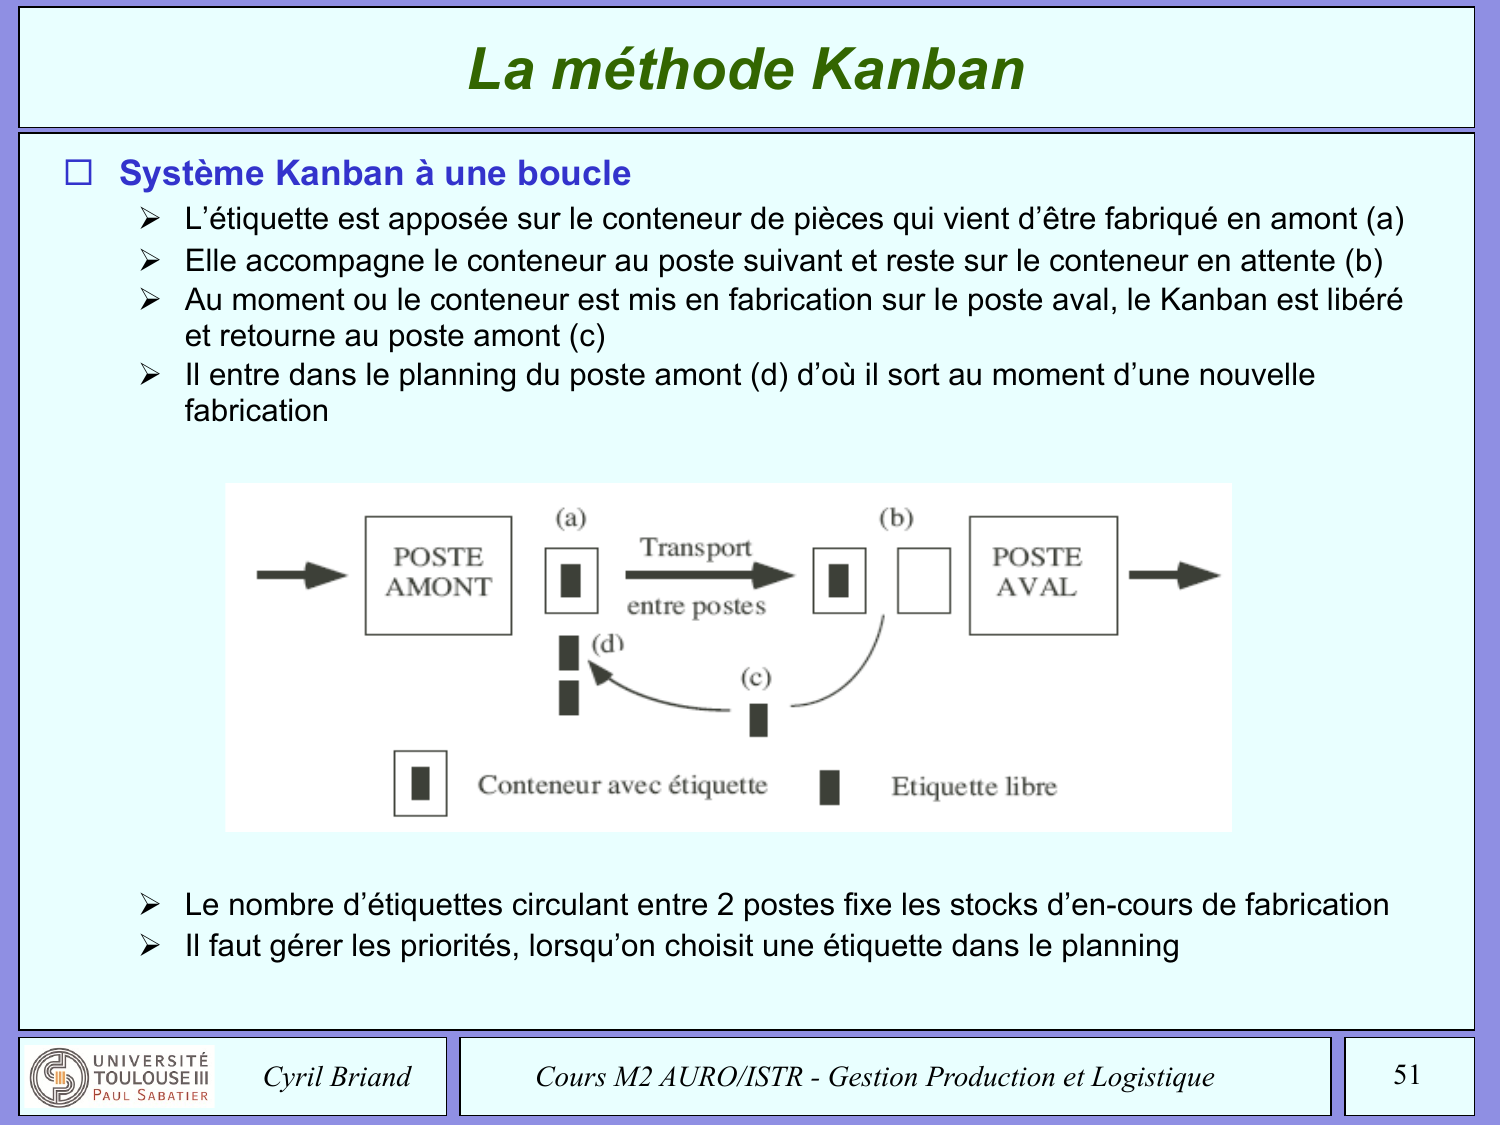 La méthode Kanban
Système Kanban à une boucle
L’étiquette est apposée sur le conteneur de pièces qui vient d’être fabriqué en amont (a)
Elle accompagne le conteneur au poste suivant et reste sur le conteneur en attente (b)
Au moment ou le conteneur est mis en fabrication sur le poste aval, le Kanban est libéré
et retourne au poste amont (c)
Il entre dans le planning du poste amont (d) d’où il sort au moment d’une nouvelle
fabrication
(a)
(b)
POSTE
AMONT
Transport
entre postes
POSTE
AVAL
(d)
(c)
Conteneur avec étiquette
Etiquette libre
Le nombre d’étiquettes circulant entre 2 postes fixe les stocks d’en-cours de fabrication
Il faut gérer les priorités, lorsqu’on choisit une étiquette dans le planning
UNIVERSITÉ
TOULOUSE III
PAUL SABATIER
Cyril Briand
Cours M2 AURO/ISTR - Gestion Production et Logistique
51